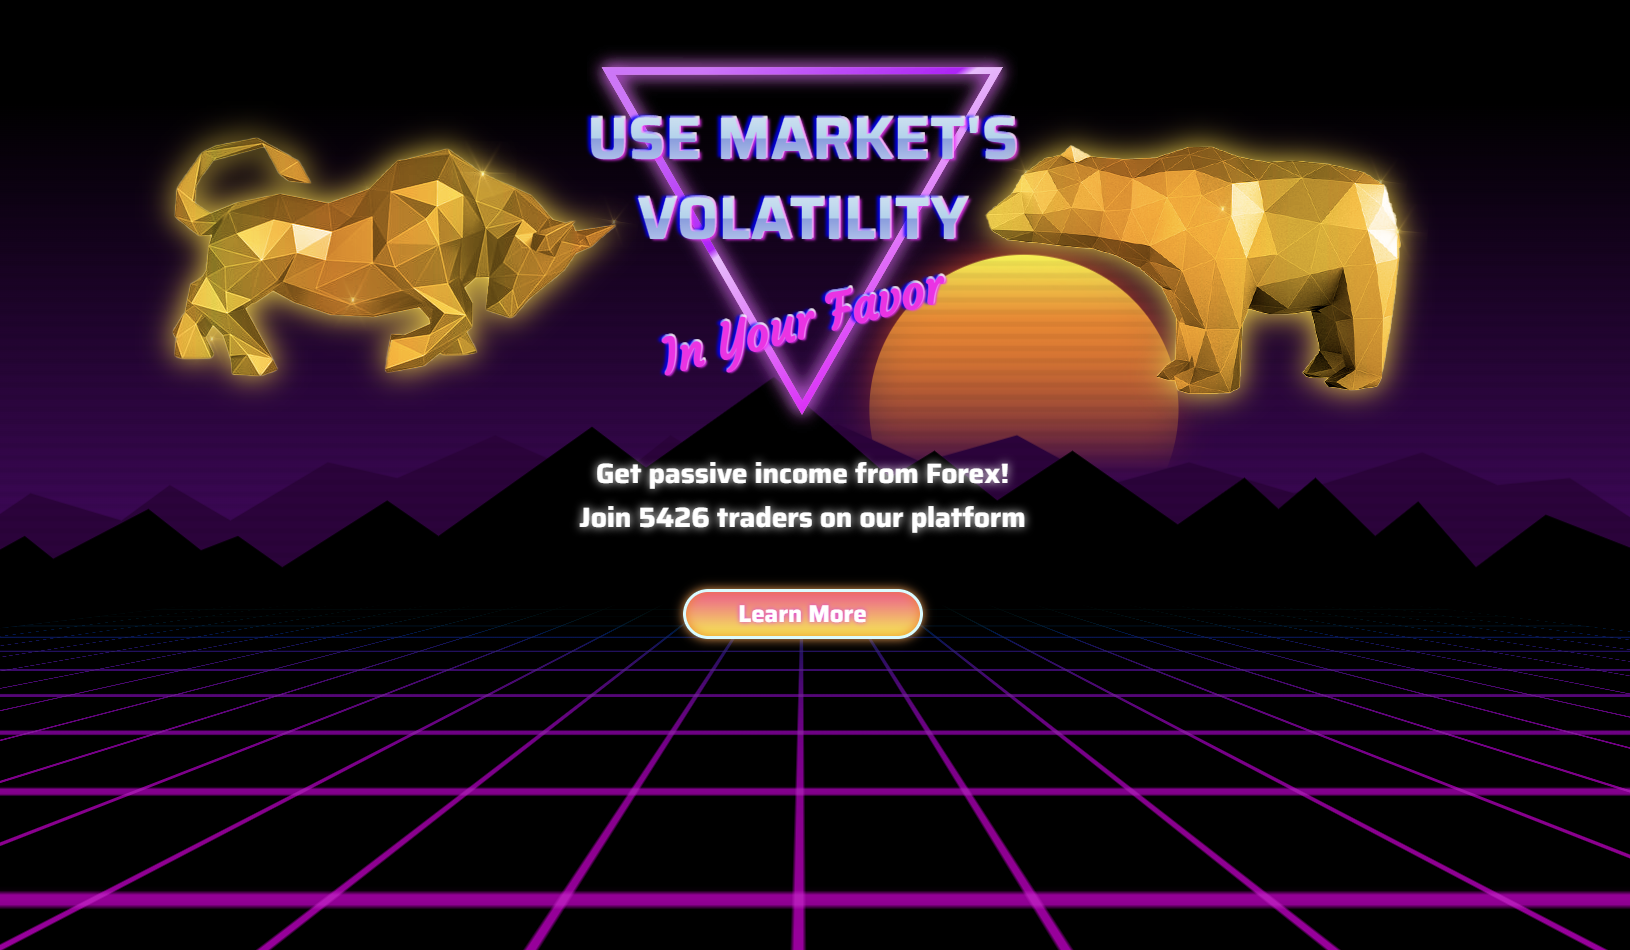 USE MARKET'S
VOLATILITY
In Your Favor
Get passive income from Forex!
Join 5426 traders on our platform
Learn More